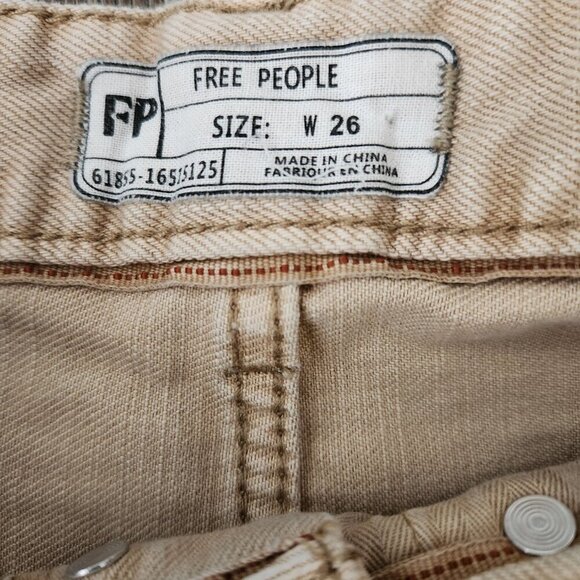 FP
FREE PEOPLE
SIZE: W 26
MADE IN CHINA
FABRIQUE EN CHINA